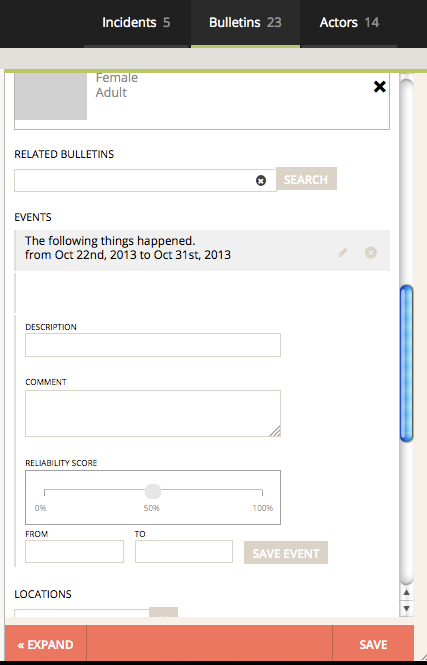 Incidents 5 Bulletins 23 Actors 14
Female
Adult
RELATED BULLETINS
SEARCH
EVENTS
The following things happened.
from Oct 22nd, 2013 to Oct 31st, 2013
DESCRIPTION
COMMENT
RELIABILITY SCORE
0% 50% 100%
FROM TO
SAVE EVENT
LOCATIONS
« EXPAND SAVE